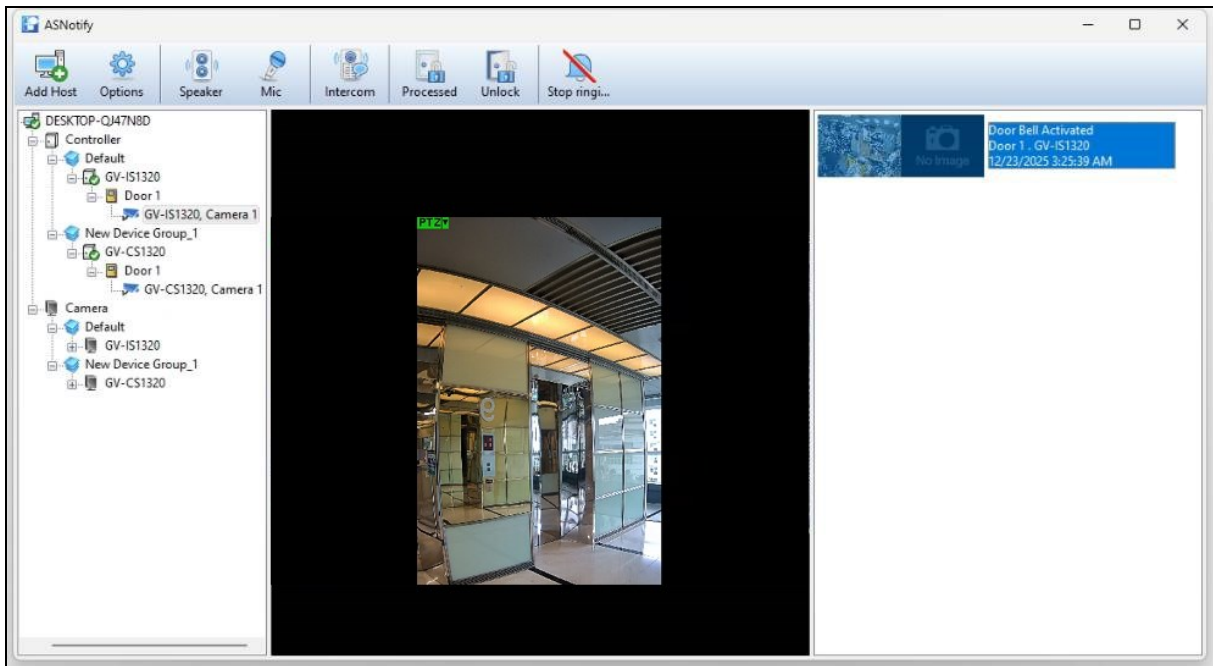 ASNotify
Add Host Options Speaker Mic Intercom Processed Unlock Stop ringi...
DESKTOP-QJ47N8D
Controller
Default
GV-IS1320
Door 1
GV-IS1320, Camera 1
New Device Group_1
GV-CS1320
Door 1
GV-CS1320, Camera 1
Camera
Default
GV-IS1320
New Device Group_1
GV-CS1320
PTZ
9
No Image
Door Bell Activated
Door 1 . GV-IS1320
12/23/2025 3:25:39 AM